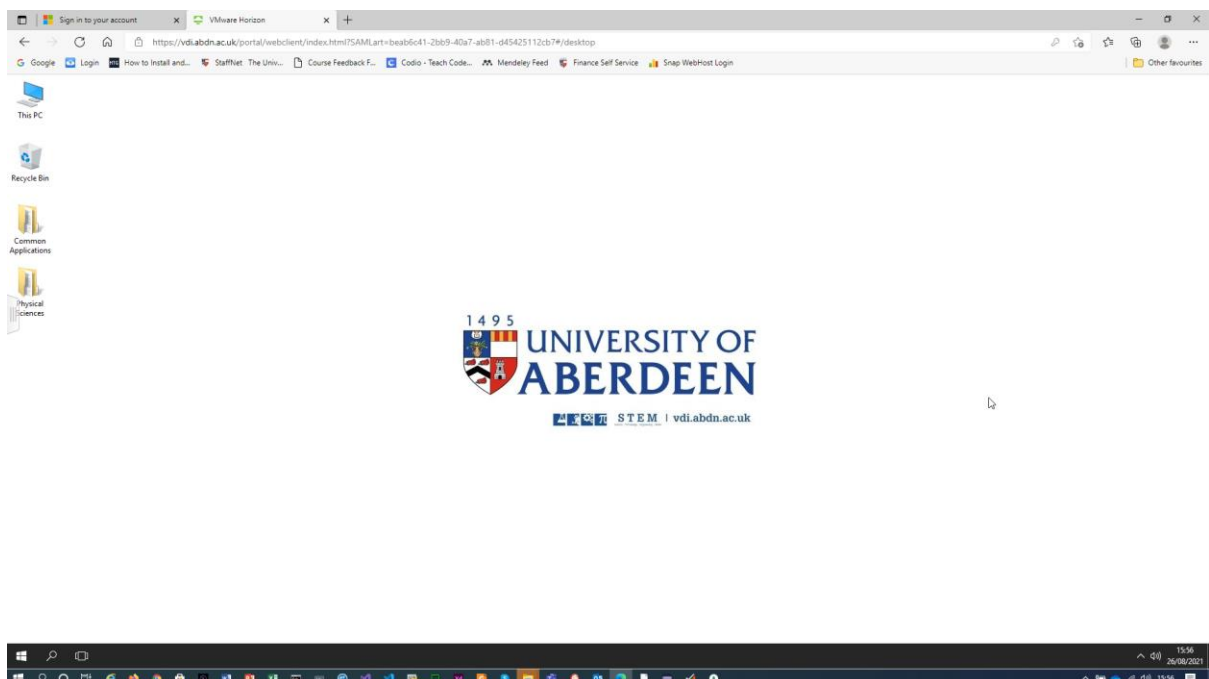 Sign in to your account
VMware Horizon
https://vdi.abdn.ac.uk/portal/webclient/index.html?SAMLart=beab6c41-2bb9-40a7-ab81-d45425112cb7#/desktop
Google Login How to Install and... StaffNet The Univ... Course Feedback F... Codio - Teach Code... Mendeley Feed Finance Self Service Snap WebHost Login Other favourites
This PC
Recycle Bin
Common
Applications
Physical
Sciences
1495
UNIVERSITY OF
ABERDEEN
STEM | vdi.abdn.ac.uk
15:56
26/08/2021
15:56